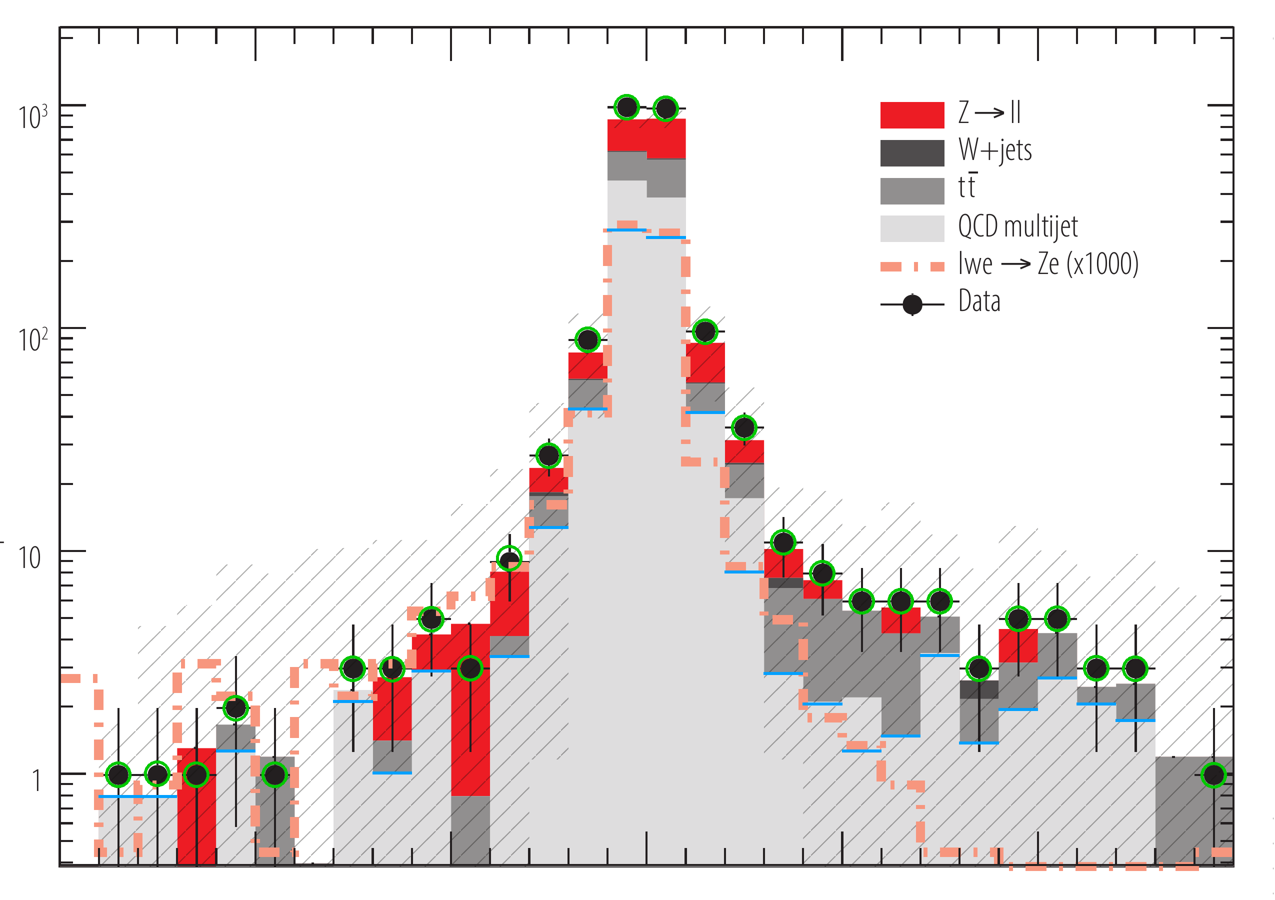 10³
10²
10
1
Z → ll
W+jets
tt̄
QCD multijet
lwe → Ze (x1000)
Data